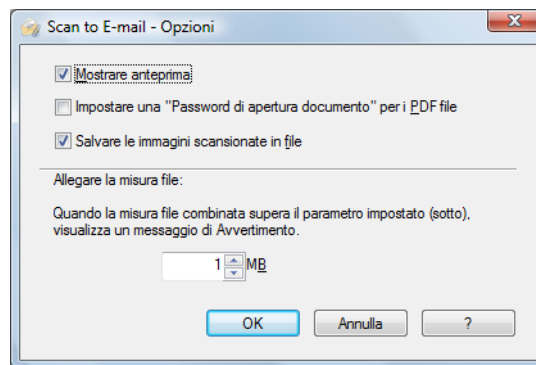 Scan to E-mail - Opzioni
Mostrare anteprima
Impostare una "Password di apertura documento" per i PDF file
Salvare le immagini scansionate in file
Allegare la misura file:
Quando la misura file combinata supera il parametro impostato (sotto),
visualizza un messaggio di Avvertimento.
1 MB
OK Annulla ?